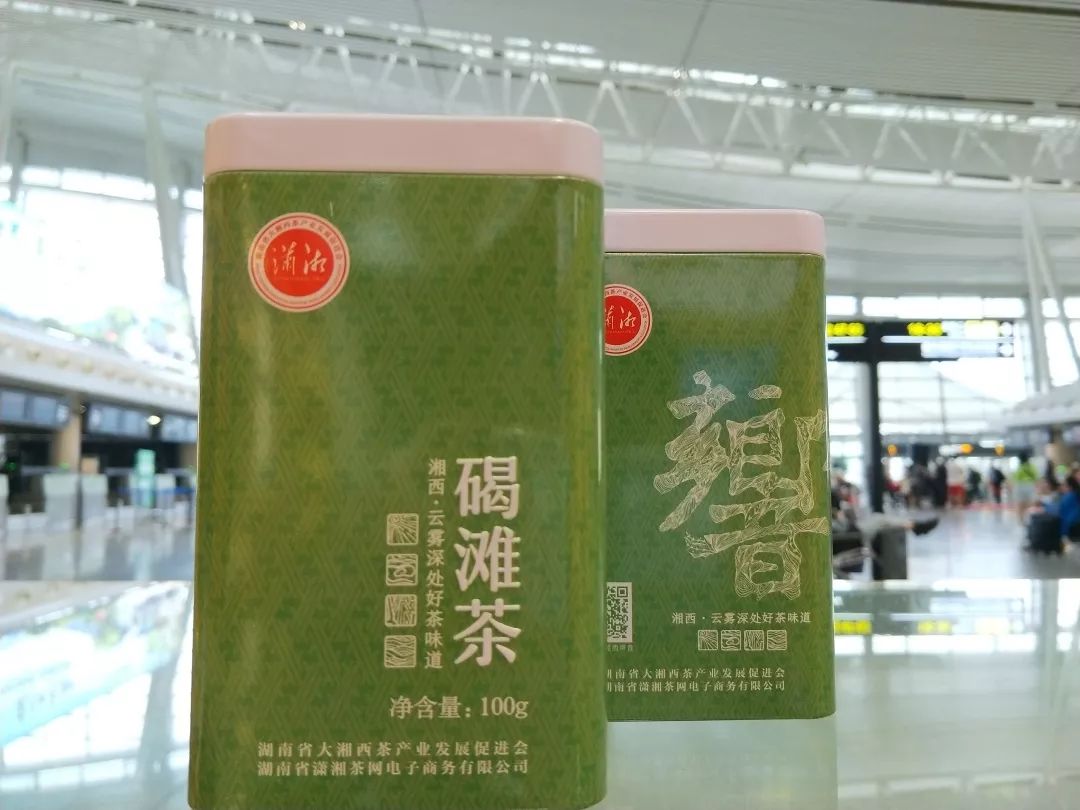 潇湘
碣滩茶
湘西·云雾深处好茶味道
净含量：100g
湖南省大湘西茶产业发展促进会
湖南省潇湘茶网电子商务有限公司
湘
湘西·云雾深处好茶味道
湖南省大湘西茶产业发展促进会
湖南省潇湘茶网电子商务有限公司